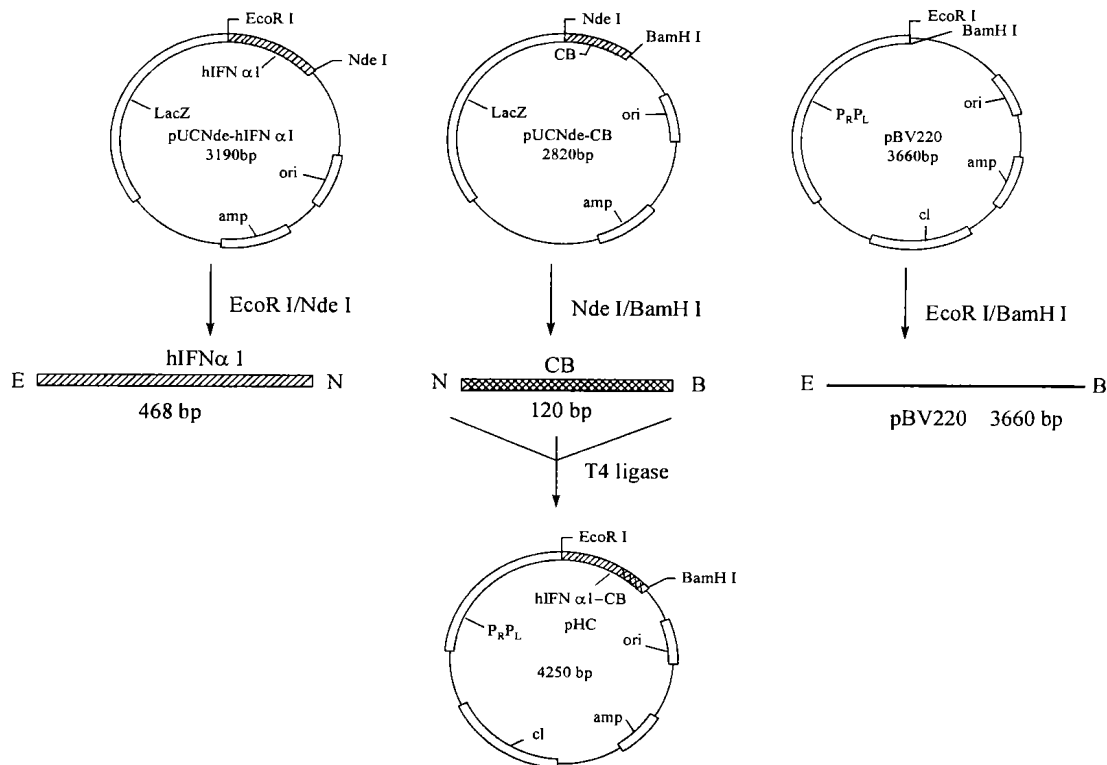 EcoR I
hIFN α1
Nde I
LacZ
pUCNde-hIFN α1
3190bp
ori
amp
Nde I
BamH I
CB
LacZ
ori
pUCNde-CB
2820bp
amp
EcoR I
BamH I
ori
PRPL
pBV220
3660bp
amp
cl
EcoR I/Nde I
Nde I/BamH I
EcoR I/BamH I
hIFNα 1
E
N
468 bp
CB
N
B
120 bp
E
B
pBV220 3660 bp
T4 ligase
EcoR I
BamH I
hIFN α1-CB
pHC
PRPL
ori
4250 bp
amp
cl